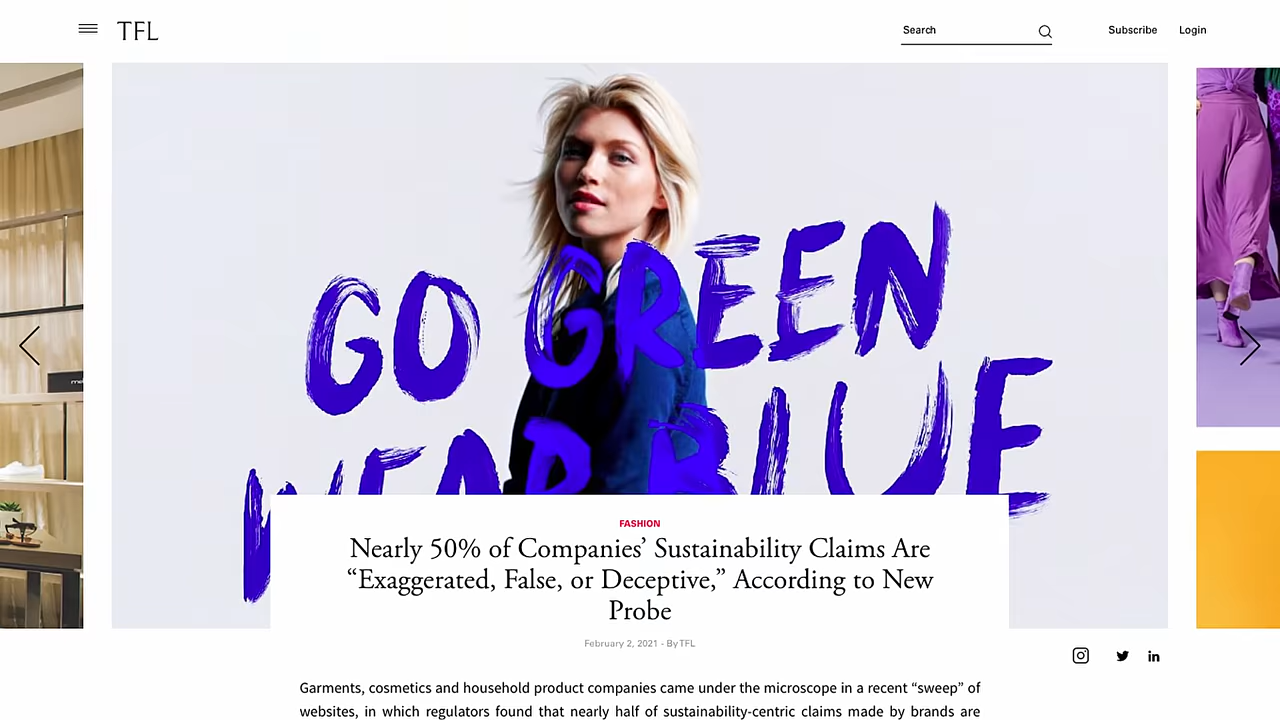 TFL
Search
Subscribe
Login
GO GREEN
WEAR BLUE
FASHION
Nearly 50% of Companies’ Sustainability Claims Are
“Exaggerated, False, or Deceptive,” According to New
Probe
February 2, 2021 - By TFL
Garments, cosmetics and household product companies came under the microscope in a recent “sweep” of
websites, in which regulators found that nearly half of sustainability-centric claims made by brands are